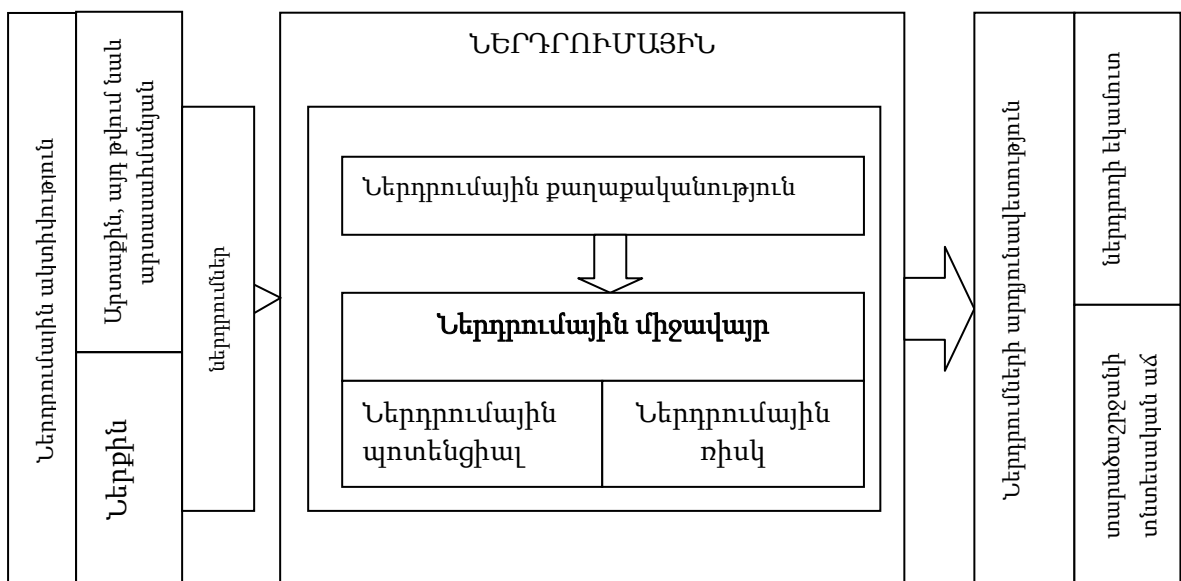 Ներդրումային ակտիվություն
Արտաքին, այդ թվում նաև
արտասահմանյան
Ներքին
ներդրումներ
ՆԵՐԴՐՈՒՄԱՅԻՆ
Ներդրումային քաղաքականություն
Ներդրումային միջավայր
Ներդրումային
պոտենցիալ
Ներդրումային
ռիսկ
Ներդրումների արդյունավետություն
ներդրողի եկամուտ
տարածաշրջանի
տնտեսական աճ